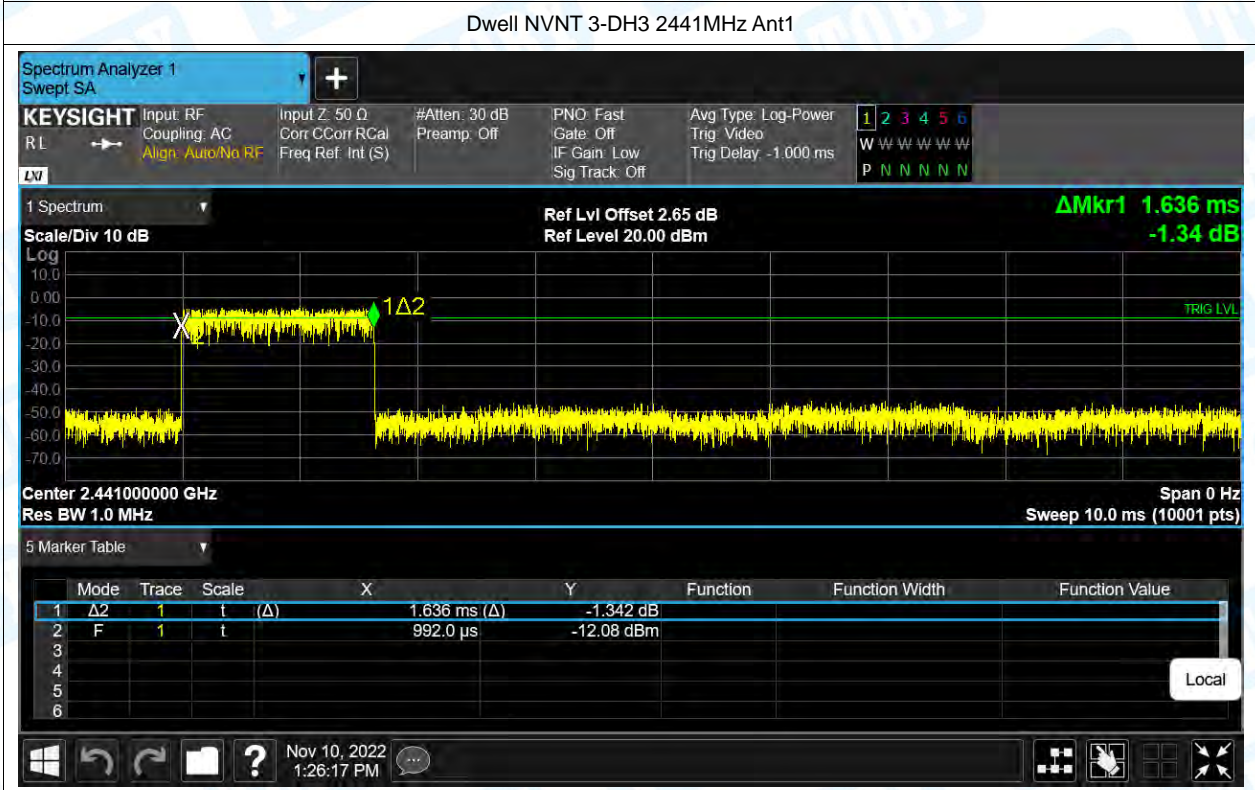 Dwell NVNT 3-DH3 2441MHz Ant1
Spectrum Analyzer 1
Swept SA
+
KEYSIGHT Input: RF Input Z: 50 Ω #Atten: 30 dB PNO: Fast Avg Type: Log-Power 1 2 3 4 5 6
RL Coupling: AC Corr CCorr RCal Preamp: Off Gate: Off Trig: Video W W W W W W
Align: Auto/No RF Freq Ref: Int (S) IF Gain: Low Trig Delay: -1.000 ms
LXI Sig Track: Off P N N N N N
1 Spectrum Ref Lvl Offset 2.65 dB ΔMkr1 1.636 ms
Scale/Div 10 dB Ref Level 20.00 dBm -1.34 dB
Log
10.0
0.00
1Δ2
TRIG LVL
-10.0
2
-20.0
-30.0
-40.0
-50.0
-60.0
-70.0
Center 2.441000000 GHz Span 0 Hz
Res BW 1.0 MHz Sweep 10.0 ms (10001 pts)
5 Marker Table
Mode Trace Scale X Y Function Function Width Function Value
1 Δ2 1 t (Δ) 1.636 ms (Δ) -1.342 dB
2 F 1 t 992.0 µs -12.08 dBm
3
4
5
6
Local
? Nov 10, 2022
1:26:17 PM